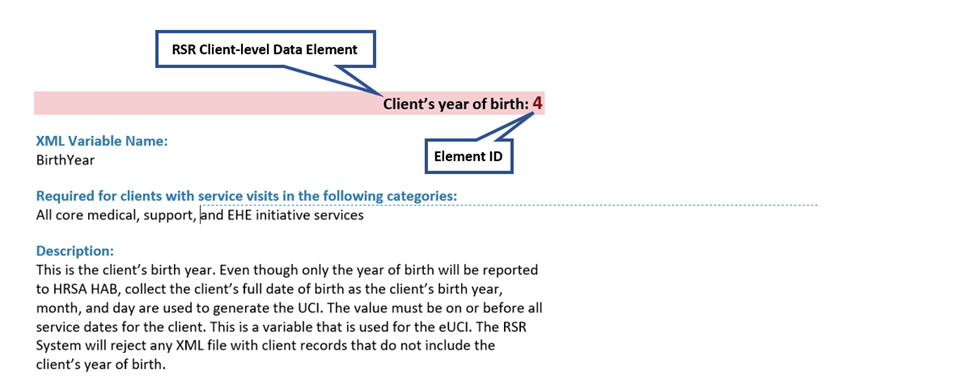 RSR Client-level Data Element
Client's year of birth: 4
XML Variable Name:
BirthYear
Element ID
Required for clients with service visits in the following categories:
All core medical, support, and EHE initiative services
Description:
This is the client's birth year. Even though only the year of birth will be reported
to HRSA HAB, collect the client's full date of birth as the client's birth year,
month, and day are used to generate the UCI. The value must be on or before all
service dates for the client. This is a variable that is used for the eUCI. The RSR
System will reject any XML file with client records that do not include the
client's year of birth.